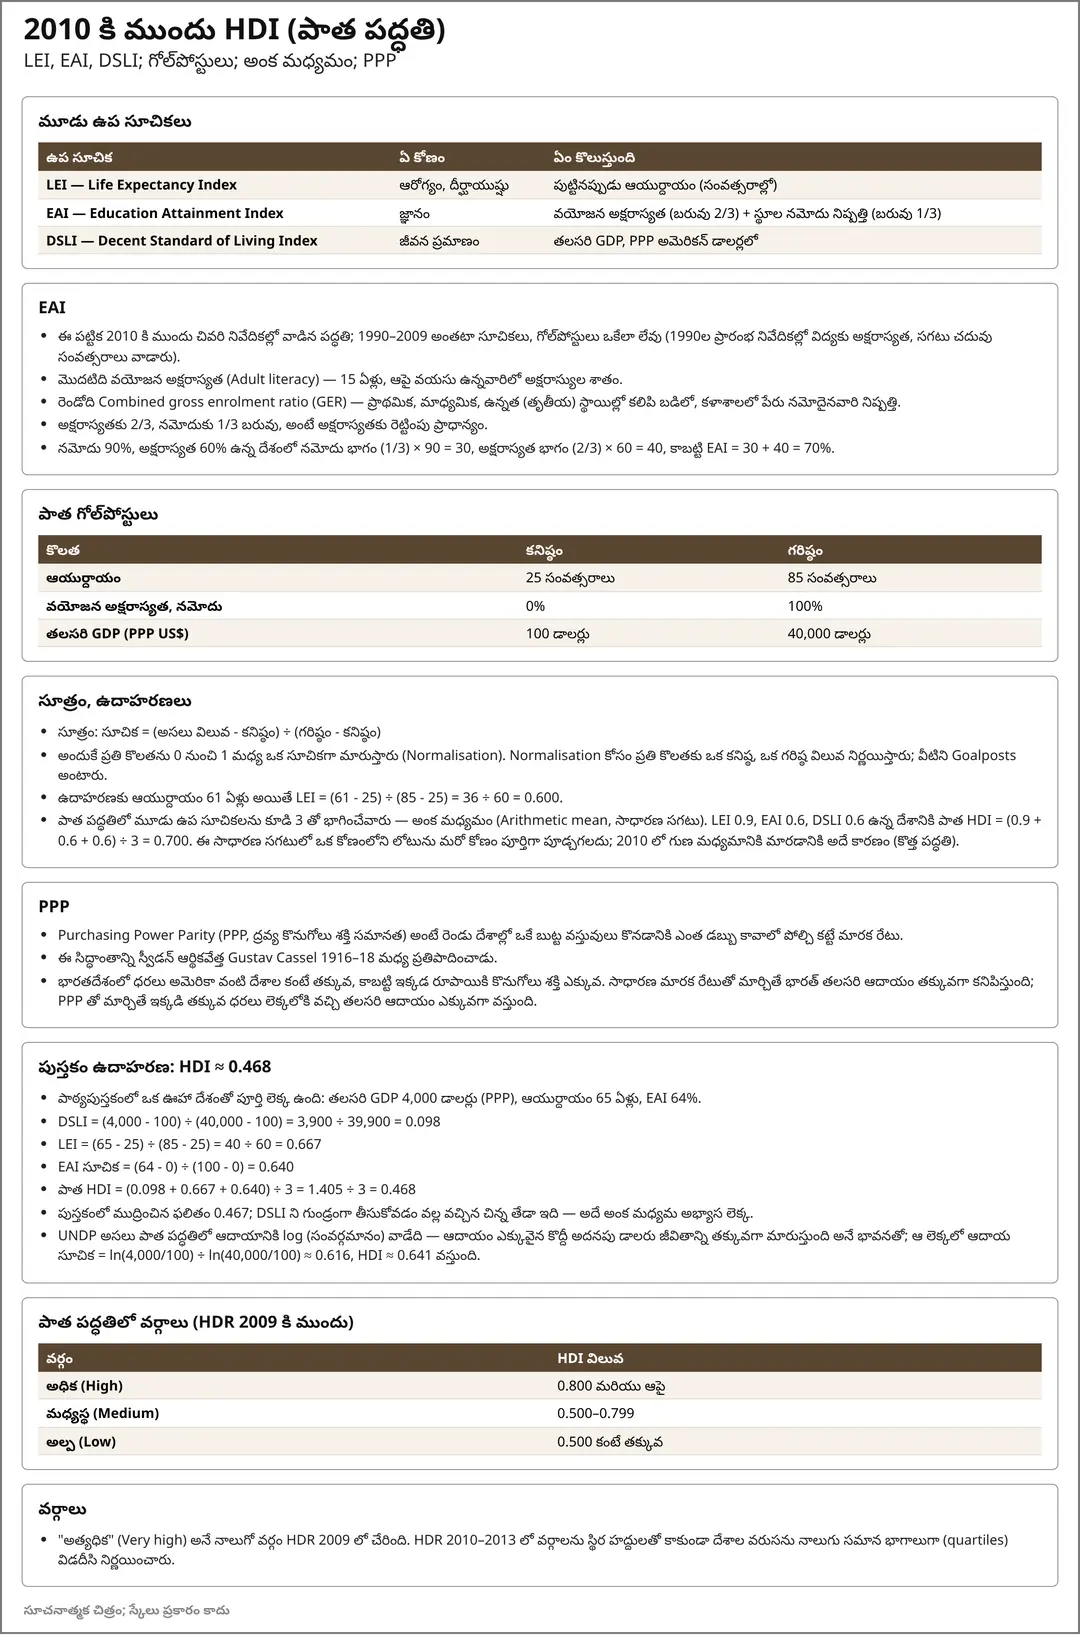 2010 కి ముందు HDI (పాత పద్ధతి)
LEI, EAI, DSLI; గోల్‌పోస్టులు; అంక మధ్యమం; PPP
మూడు ఉప సూచికలు
ఉప సూచిక ఏ కోణం ఏం కొలుస్తుంది
LEI — Life Expectancy Index ఆరోగ్యం, దీర్ఘాయుష్షు పుట్టినప్పుడు ఆయుర్దాయం (సంవత్సరాల్లో)
EAI — Education Attainment Index జ్ఞానం వయోజన అక్షరాస్యత (బరువు 2/3) + స్థూల నమోదు నిష్పత్తి (బరువు 1/3)
DSLI — Decent Standard of Living Index జీవన ప్రమాణం తలసరి GDP, PPP అమెరికన్ డాలర్లలో
EAI
• ఈ పట్టిక 2010 కి ముందు చివరి నివేదికల్లో వాడిన పద్ధతి; 1990–2009 అంతటా సూచికలు, గోల్‌పోస్టులు ఒకేలా లేవు (1990ల ప్రారంభ నివేదికల్లో విద్యకు అక్షరాస్యత, సగటు చదువు
సంవత్సరాలు వాడారు).
• మొదటిది వయోజన అక్షరాస్యత (Adult literacy) — 15 ఏళ్లు, ఆపై వయసు ఉన్నవారిలో అక్షరాస్యుల శాతం.
• రెండోది Combined gross enrolment ratio (GER) — ప్రాథమిక, మాధ్యమిక, ఉన్నత (తృతీయ) స్థాయిల్లో కలిపి బడిలో, కళాశాలలో పేరు నమోదైనవారి నిష్పత్తి.
• అక్షరాస్యతకు 2/3, నమోదుకు 1/3 బరువు, అంటే అక్షరాస్యతకు రెట్టింపు ప్రాధాన్యం.
• నమోదు 90%, అక్షరాస్యత 60% ఉన్న దేశంలో నమోదు భాగం (1/3) × 90 = 30, అక్షరాస్యత భాగం (2/3) × 60 = 40, కాబట్టి EAI = 30 + 40 = 70%.
పాత గోల్‌పోస్టులు
కొలత కనిష్ఠం గరిష్ఠం
ఆయుర్దాయం 25 సంవత్సరాలు 85 సంవత్సరాలు
వయోజన అక్షరాస్యత, నమోదు 0% 100%
తలసరి GDP (PPP US$) 100 డాలర్లు 40,000 డాలర్లు
సూత్రం, ఉదాహరణలు
• సూత్రం: సూచిక = (అసలు విలువ - కనిష్ఠం) ÷ (గరిష్ఠం - కనిష్ఠం)
• అందుకే ప్రతి కొలతను 0 నుంచి 1 మధ్య ఒక సూచికగా మారుస్తారు (Normalisation). Normalisation కోసం ప్రతి కొలతకు ఒక కనిష్ఠ, ఒక గరిష్ఠ విలువ నిర్ణయిస్తారు; వీటిని Goalposts
అంటారు.
• ఉదాహరణకు ఆయుర్దాయం 61 ఏళ్లు అయితే LEI = (61 - 25) ÷ (85 - 25) = 36 ÷ 60 = 0.600.
• పాత పద్ధతిలో మూడు ఉప సూచికలను కూడి 3 తో భాగించేవారు — అంక మధ్యమం (Arithmetic mean, సాధారణ సగటు). LEI 0.9, EAI 0.6, DSLI 0.6 ఉన్న దేశానికి పాత HDI = (0.9 +
0.6 + 0.6) ÷ 3 = 0.700. ఈ సాధారణ సగటులో ఒక కోణంలోని లోటును మరో కోణం పూర్తిగా పూడ్చగలదు; 2010 లో గుణ మధ్యమానికి మారడానికి అదే కారణం (కొత్త పద్ధతి).
PPP
• Purchasing Power Parity (PPP, ద్రవ్య కొనుగోలు శక్తి సమానత) అంటే రెండు దేశాల్లో ఒకే బుట్ట వస్తువులు కొనడానికి ఎంత డబ్బు కావాలో పోల్చి కట్టే మారక రేటు.
• ఈ సిద్ధాంతాన్ని స్వీడన్ ఆర్థికవేత్త Gustav Cassel 1916–18 మధ్య ప్రతిపాదించాడు.
• భారతదేశంలో ధరలు అమెరికా వంటి దేశాల కంటే తక్కువ, కాబట్టి ఇక్కడ రూపాయికి కొనుగోలు శక్తి ఎక్కువ. సాధారణ మారక రేటుతో మార్చితే భారత్ తలసరి ఆదాయం తక్కువగా కనిపిస్తుంది;
PPP తో మార్చితే ఇక్కడి తక్కువ ధరలు లెక్కలోకి వచ్చి తలసరి ఆదాయం ఎక్కువగా వస్తుంది.
పుస్తకం ఉదాహరణ: HDI ≈ 0.468
• పాఠ్యపుస్తకంలో ఒక ఊహా దేశంతో పూర్తి లెక్క ఉంది: తలసరి GDP 4,000 డాలర్లు (PPP), ఆయుర్దాయం 65 ఏళ్లు, EAI 64%.
• DSLI = (4,000 - 100) ÷ (40,000 - 100) = 3,900 ÷ 39,900 = 0.098
• LEI = (65 - 25) ÷ (85 - 25) = 40 ÷ 60 = 0.667
• EAI సూచిక = (64 - 0) ÷ (100 - 0) = 0.640
• పాత HDI = (0.098 + 0.667 + 0.640) ÷ 3 = 1.405 ÷ 3 = 0.468
• పుస్తకంలో ముద్రించిన ఫలితం 0.467; DSLI ని గుండ్రంగా తీసుకోవడం వల్ల వచ్చిన చిన్న తేడా ఇది — అదే అంక మధ్యమ అభ్యాస లెక్క.
• UNDP అసలు పాత పద్ధతిలో ఆదాయానికి log (సంవర్గమానం) వాడేది — ఆదాయం ఎక్కువైన కొద్దీ అదనపు డాలరు జీవితాన్ని తక్కువగా మారుస్తుంది అనే భావనతో; ఆ లెక్కలో ఆదాయ
సూచిక = ln(4,000/100) ÷ ln(40,000/100) ≈ 0.616, HDI ≈ 0.641 వస్తుంది.
పాత పద్ధతిలో వర్గాలు (HDR 2009 కి ముందు)
వర్గం HDI విలువ
అధిక (High) 0.800 మరియు ఆపై
మధ్యస్థ (Medium) 0.500–0.799
అల్ప (Low) 0.500 కంటే తక్కువ
వర్గాలు
• "అత్యధిక" (Very high) అనే నాలుగో వర్గం HDR 2009 లో చేరింది. HDR 2010–2013 లో వర్గాలను స్థిర హద్దులతో కాకుండా దేశాల వరుసను నాలుగు సమాన భాగాలుగా (quartiles)
విడదీసి నిర్ణయించారు.
సూచనాత్మక చిత్రం; స్కేలు ప్రకారం కాదు